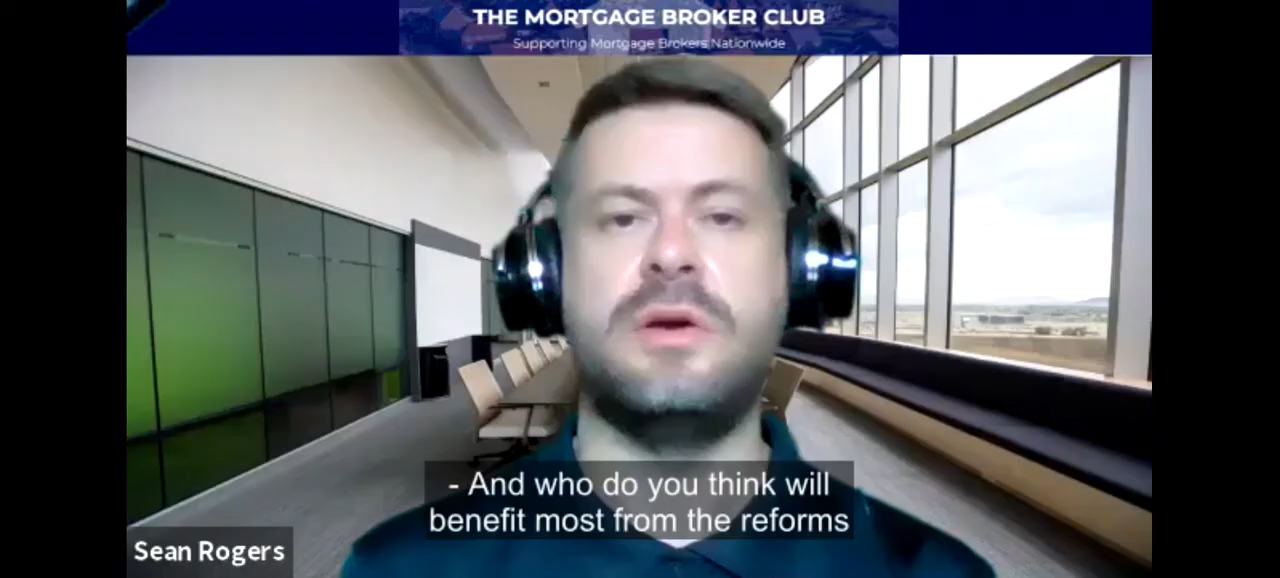 THE MORTGAGE BROKER CLUB
Supporting Mortgage Brokers Nationwide
- And who do you think will
benefit most from the reforms
Sean Rogers